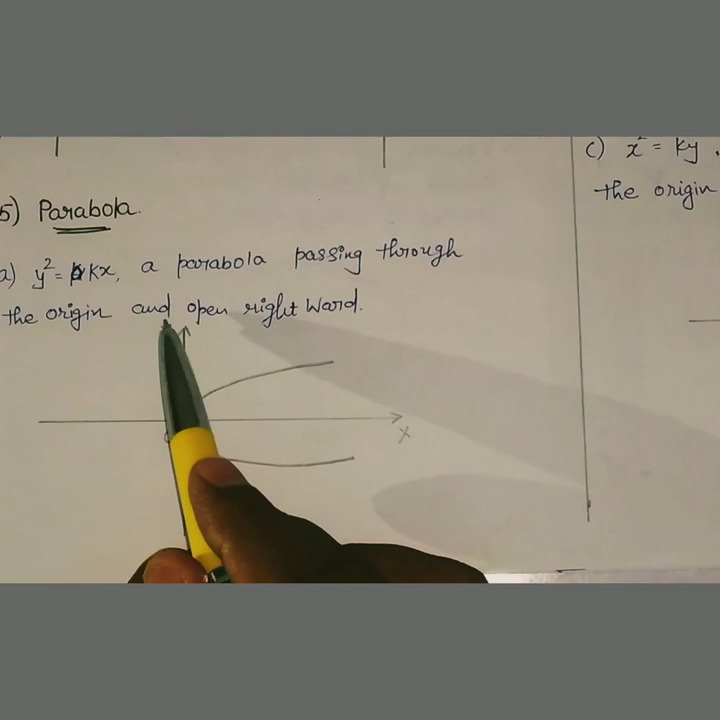 5) Parabola.
a) y² = kx, a parabola passing through
the origin and open right ward.
X
c) x² = ky.
the origin